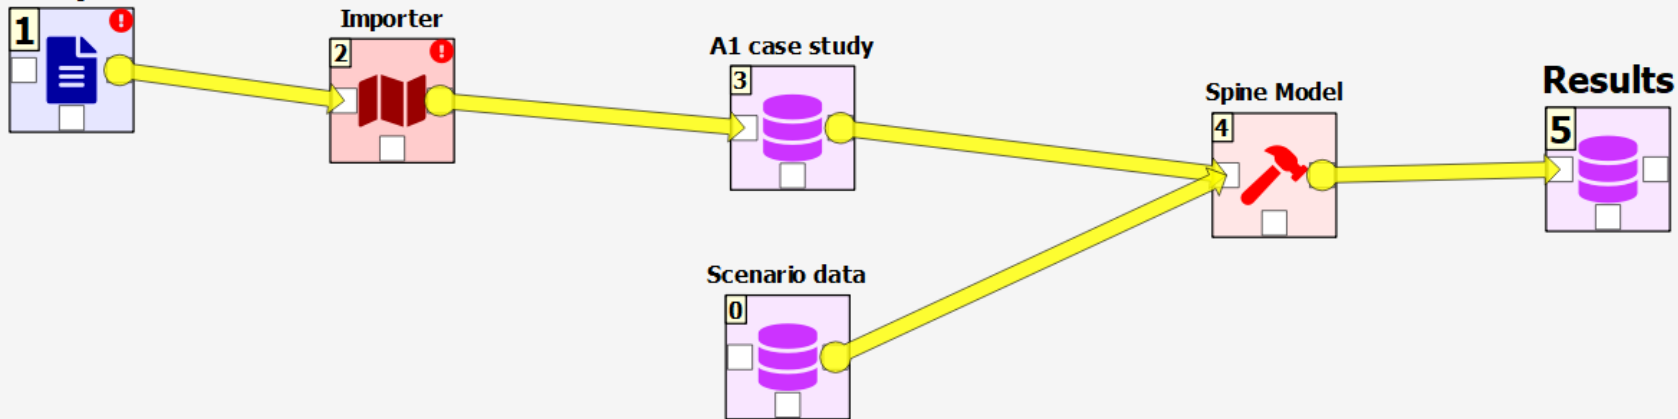 1
Importer
2
A1 case study
3
Spine Model
4
Results
5
Scenario data
0